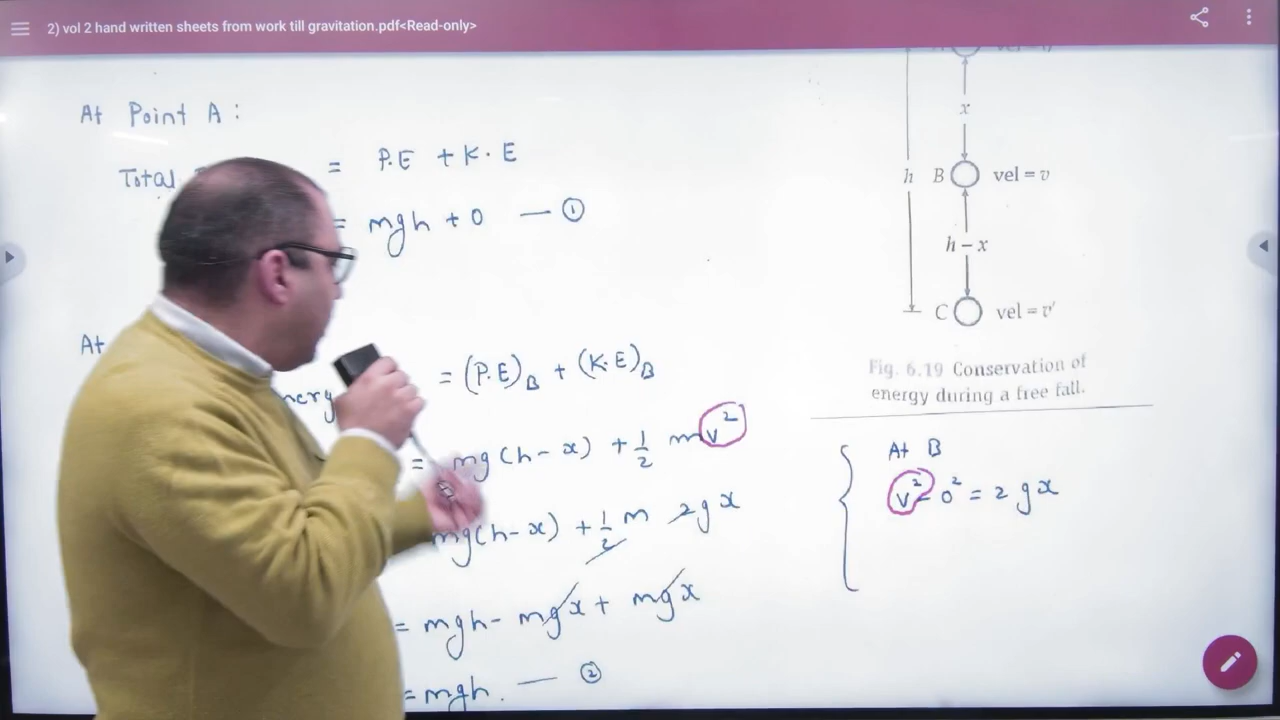 2) vol 2 hand written sheets from work till gravitation.pdf<Read-only>
At Point A :
Total = P.E + K.E
= mgh + 0 — ①
At
= (P.E)B + (K.E)B
= mg(h-x) + 1/2 mv²
mg(h-x) + 1/2 m 2gx
= mgh - mgx + mgx
= mgh. — ②
x
h B vel = v
h – x
C vel = v'
Fig. 6.19 Conservation of
energy during a free fall.
At B
v² - 0² = 2gx